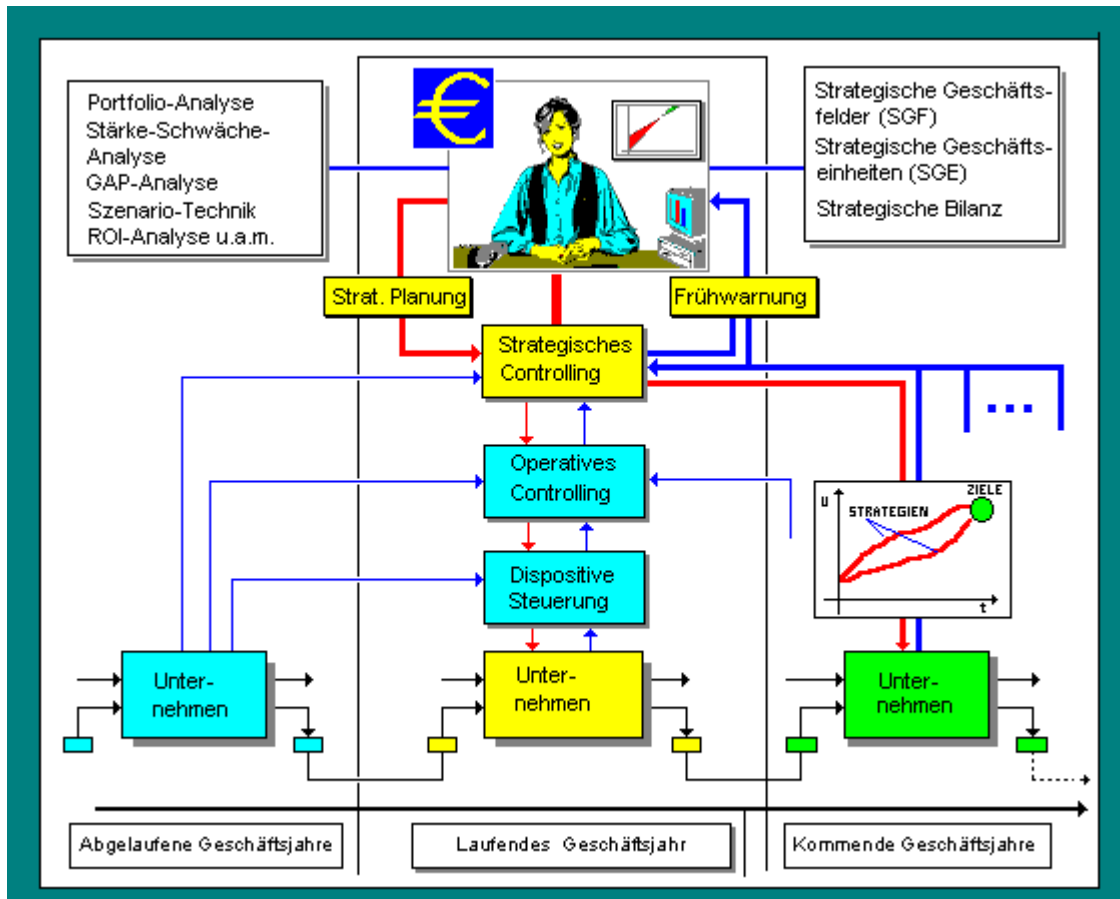 Portfolio-Analyse
Stärke-Schwäche-
Analyse
GAP-Analyse
Szenario-Technik
ROI-Analyse u.a.m.
€
Strategische Geschäfts-
felder (SGF)
Strategische Geschäfts-
einheiten (SGE)
Strategische Bilanz
Strat. Planung
Frühwarnung
Strategisches
Controlling
...
Operatives
Controlling
U
STRATEGIEN
ZIELE
t
Dispositive
Steuerung
Unter-
nehmen
Unter-
nehmen
Unter-
nehmen
Abgelaufene Geschäftsjahre
Laufendes Geschäftsjahr
Kommende Geschäftsjahre